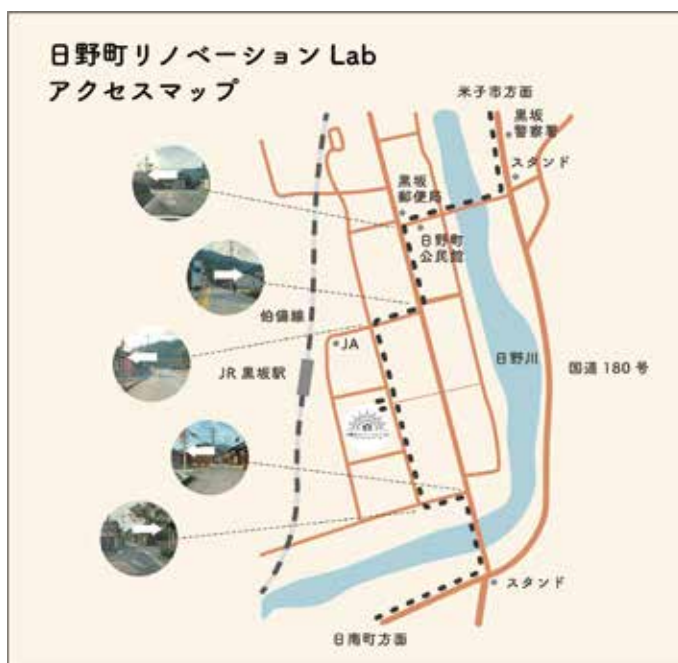 日野町リノベーション Lab
アクセスマップ
米子市方面
黒坂
警察署
スタンド
黒坂
郵便局
日野町
公民館
伯備線
JA
JR 黒坂駅
日野川
国道 180 号
スタンド
日南町方面